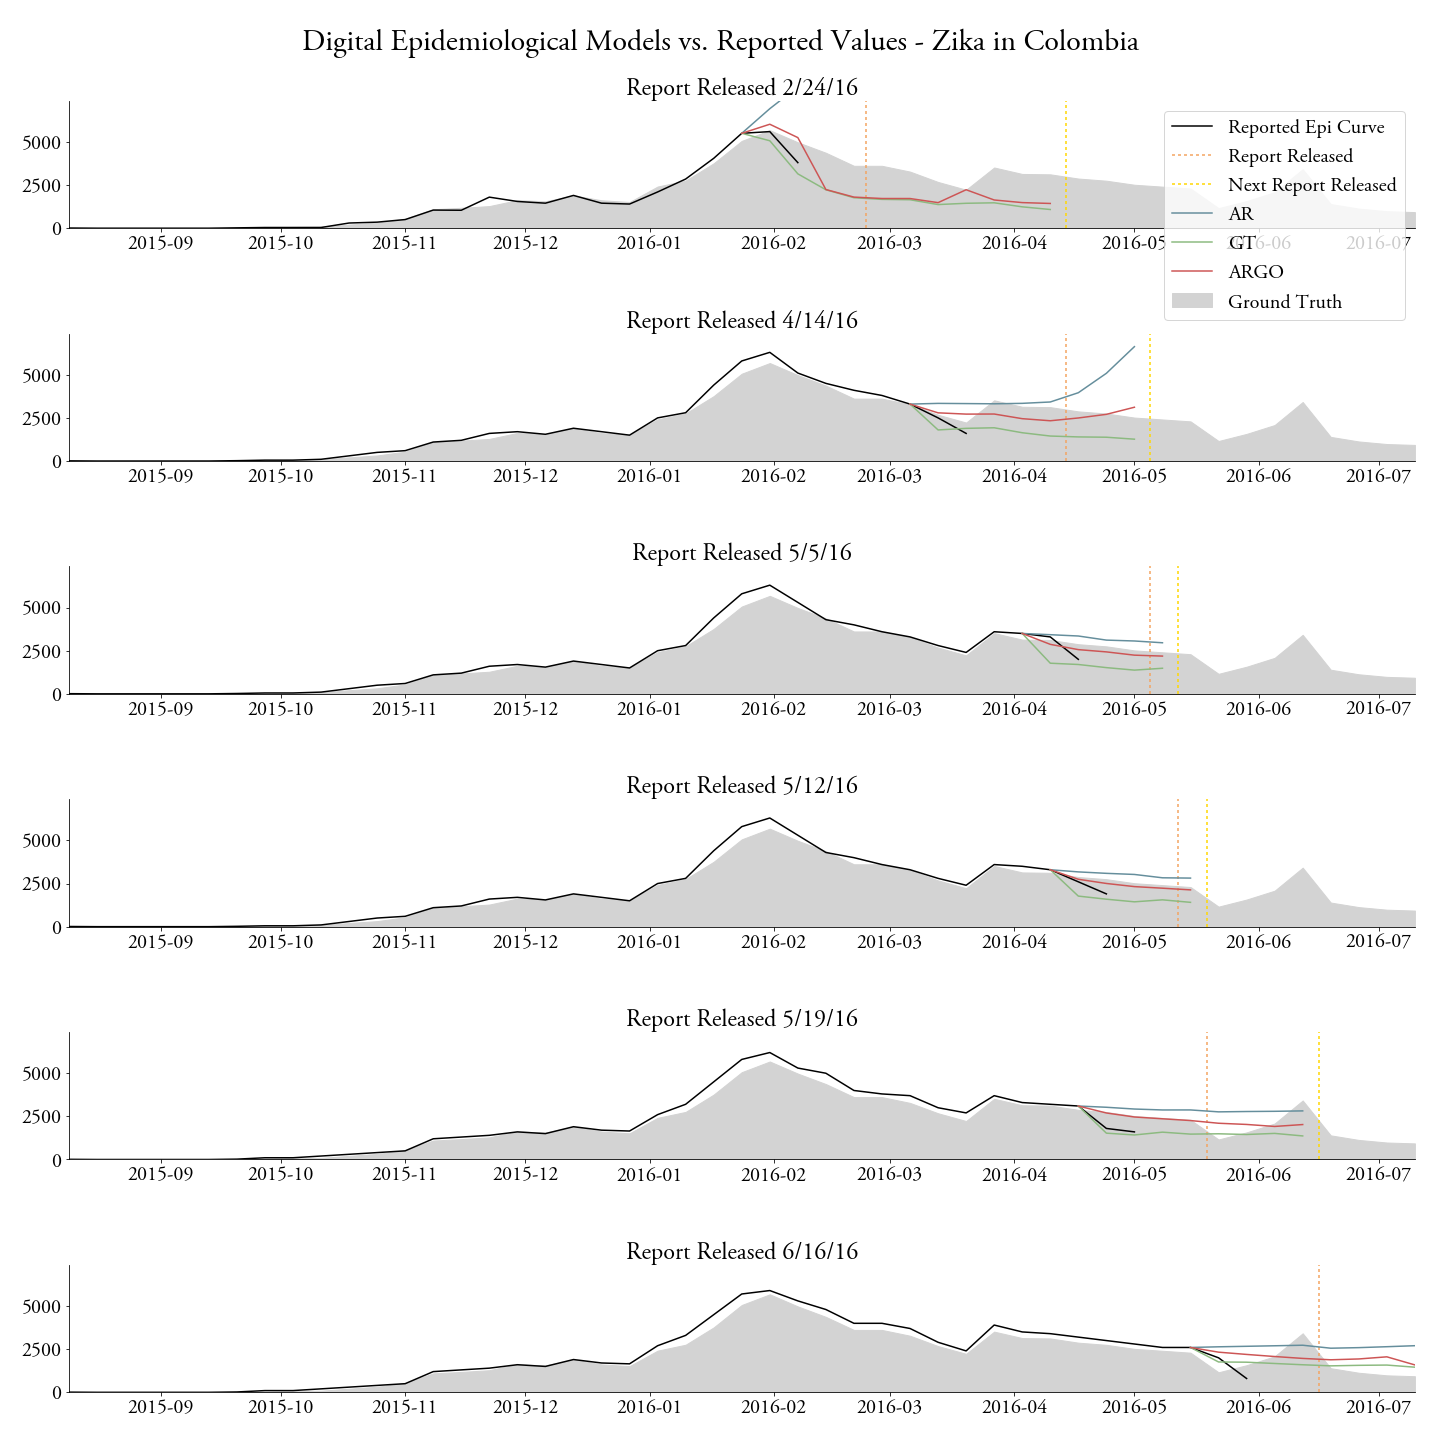 Digital Epidemiological Models vs. Reported Values - Zika in Colombia
Report Released 2/24/16
5000
2500
0
2015-09 2015-10 2015-11 2015-12 2016-01 2016-02 2016-03 2016-04 2016-05 2016-06 2016-07
Reported Epi Curve
Report Released
Next Report Released
AR
GT
ARGO
Ground Truth
Report Released 4/14/16
5000
2500
0
2015-09 2015-10 2015-11 2015-12 2016-01 2016-02 2016-03 2016-04 2016-05 2016-06 2016-07
Report Released 5/5/16
5000
2500
0
2015-09 2015-10 2015-11 2015-12 2016-01 2016-02 2016-03 2016-04 2016-05 2016-06 2016-07
Report Released 5/12/16
5000
2500
0
2015-09 2015-10 2015-11 2015-12 2016-01 2016-02 2016-03 2016-04 2016-05 2016-06 2016-07
Report Released 5/19/16
5000
2500
0
2015-09 2015-10 2015-11 2015-12 2016-01 2016-02 2016-03 2016-04 2016-05 2016-06 2016-07
Report Released 6/16/16
5000
2500
0
2015-09 2015-10 2015-11 2015-12 2016-01 2016-02 2016-03 2016-04 2016-05 2016-06 2016-07